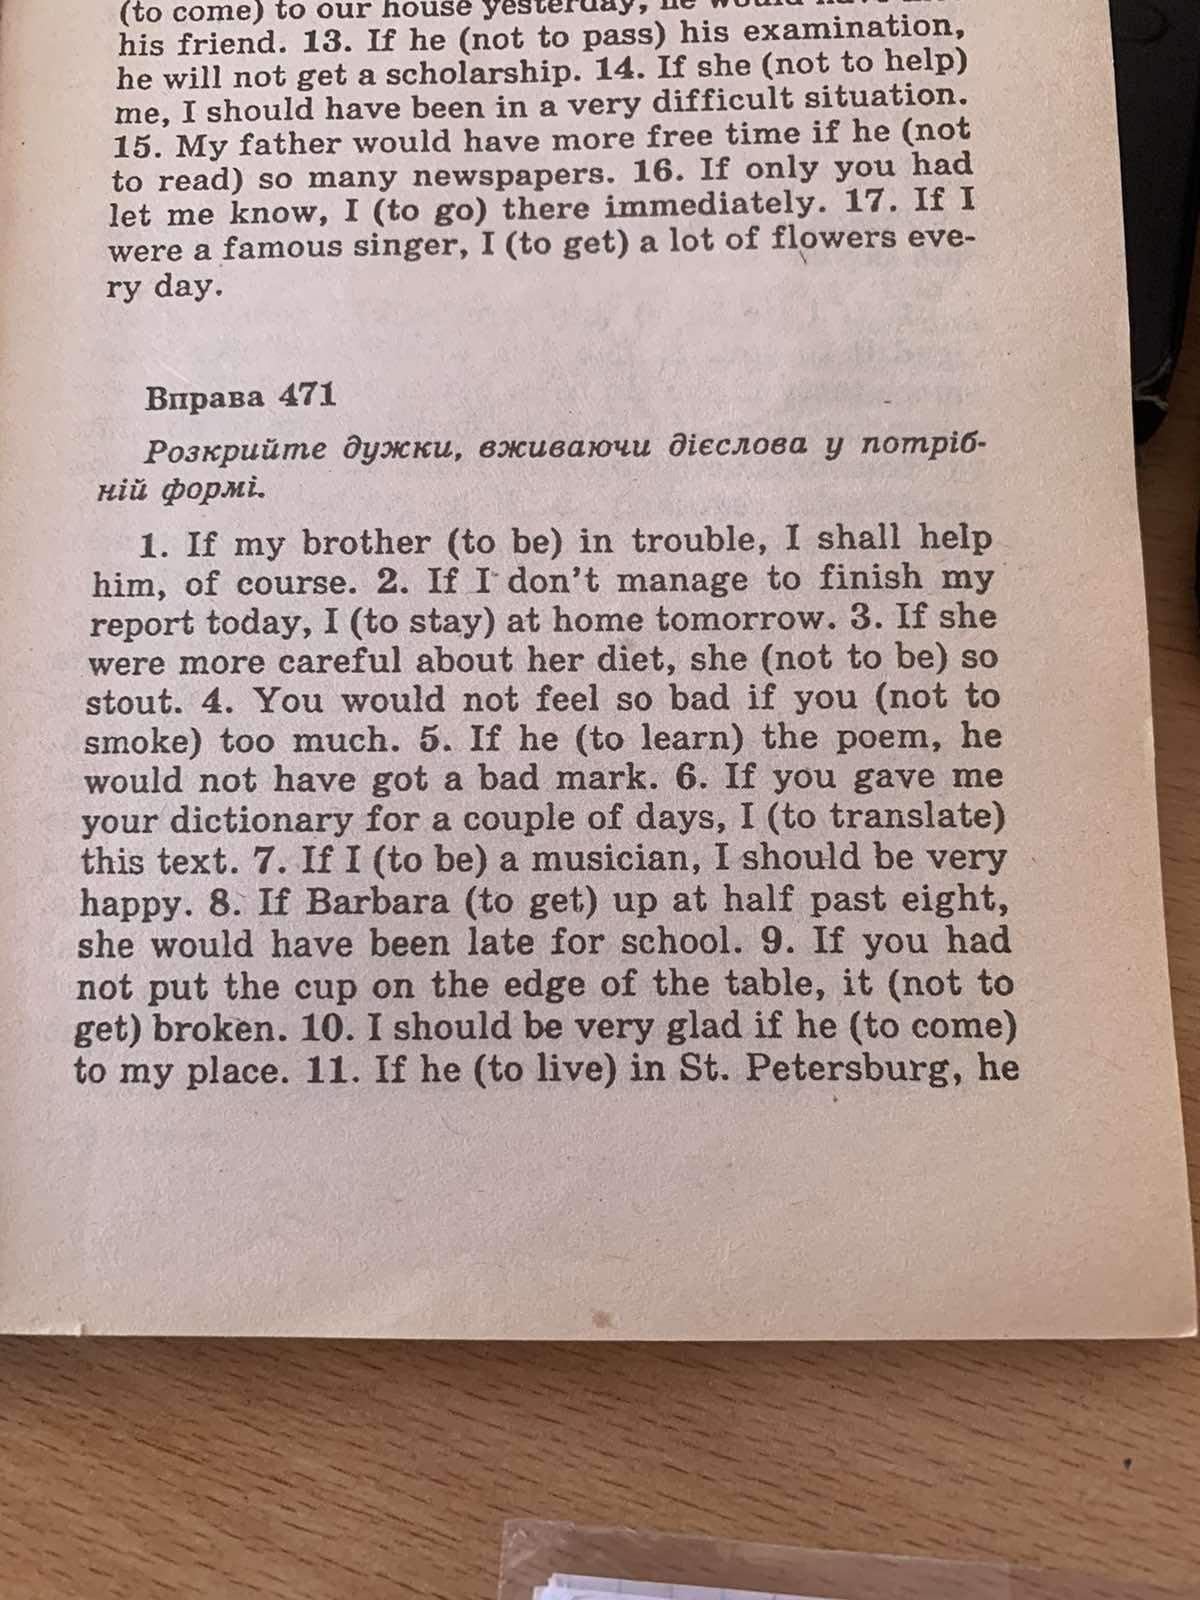 (to come) to our house yesterday, he would have
his friend. 13. If he (not to pass) his examination,
he will not get a scholarship. 14. If she (not to help)
me, I should have been in a very difficult situation.
15. My father would have more free time if he (not
to read) so many newspapers. 16. If only you had
let me know, I (to go) there immediately. 17. If I
were a famous singer, I (to get) a lot of flowers eve-
ry day.
Вправа 471
Розкрийте дужки, вживаючи дієслова у потріб-
ній формі.
1. If my brother (to be) in trouble, I shall help
him, of course. 2. If I don't manage to finish my
report today, I (to stay) at home tomorrow. 3. If she
were more careful about her diet, she (not to be) so
stout. 4. You would not feel so bad if you (not to
smoke) too much. 5. If he (to learn) the poem, he
would not have got a bad mark. 6. If you gave me
your dictionary for a couple of days, I (to translate)
this text. 7. If I (to be) a musician, I should be very
happy. 8. If Barbara (to get) up at half past eight,
she would have been late for school. 9. If you had
not put the cup on the edge of the table, it (not to
get) broken. 10. I should be very glad if he (to come)
to my place. 11. If he (to live) in St. Petersburg, he